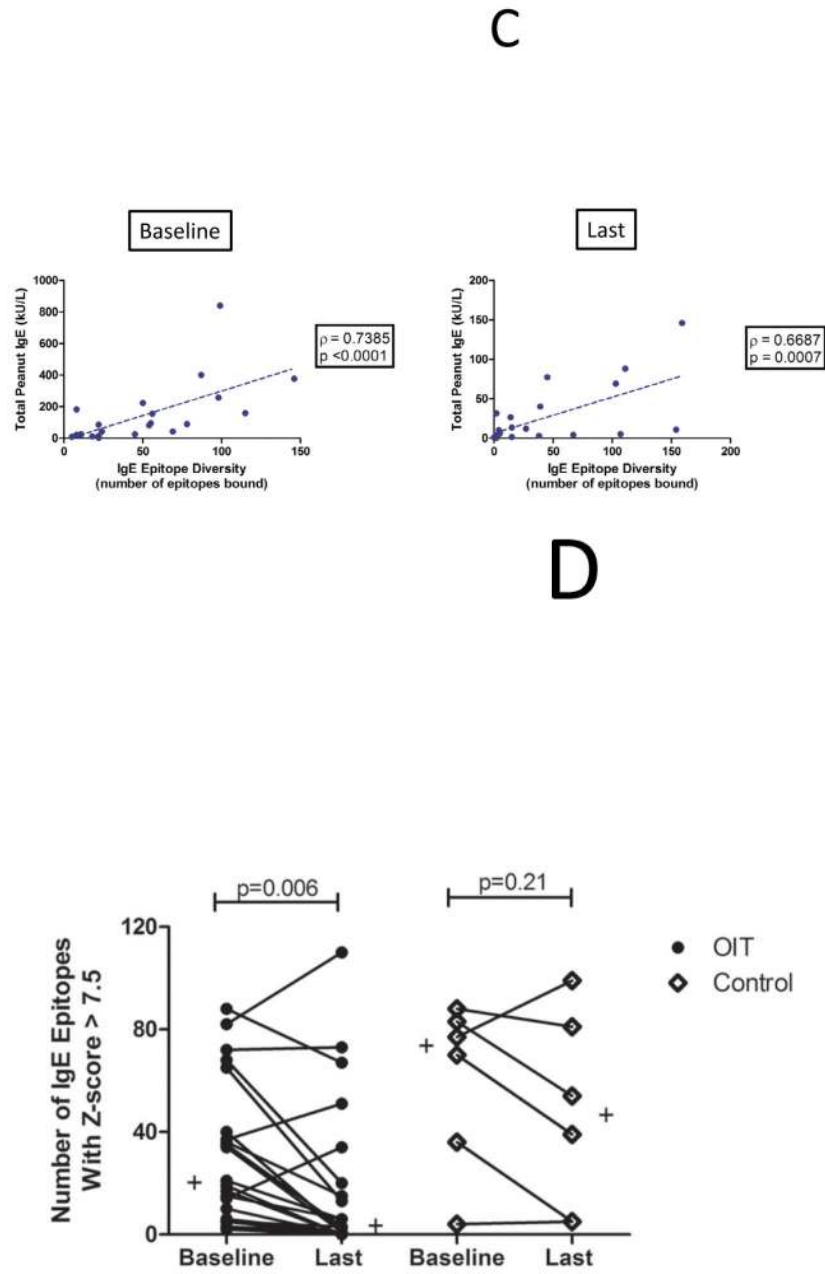 C
Baseline
Last
Total Peanut IgE (kU/L)
1000
800
600
400
200
0
0
50
100
150
IgE Epitope Diversity
(number of epitopes bound)
ρ = 0.7385
p <0.0001
Total Peanut IgE (kU/L)
200
150
100
50
0
0
50
100
150
200
IgE Epitope Diversity
(number of epitopes bound)
ρ = 0.6687
p = 0.0007
D
p=0.006
p=0.21
Number of IgE Epitopes
With Z-score > 7.5
120
80
40
0
OIT
Control
Baseline
Last
Baseline
Last